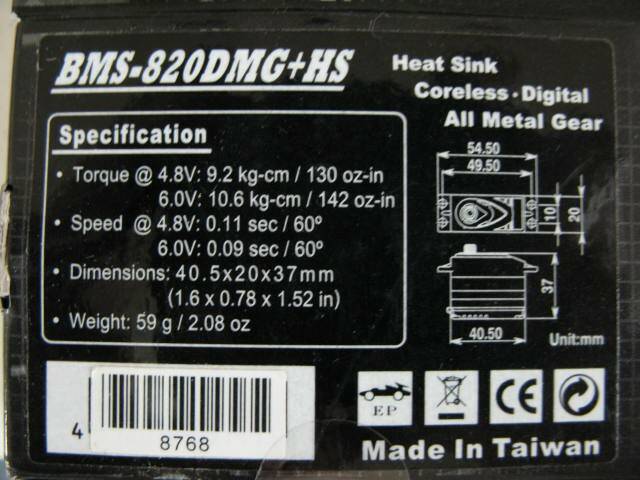 BMS-820DMG+HS
Heat Sink
Coreless · Digital
All Metal Gear
Specification
• Torque @ 4.8V: 9.2 kg-cm / 130 oz-in
6.0V: 10.6 kg-cm / 142 oz-in
• Speed @ 4.8V: 0.11 sec / 60º
6.0V: 0.09 sec / 60º
• Dimensions: 40.5x20x37mm
(1.6 x 0.78 x 1.52 in)
• Weight: 59 g / 2.08 oz
54.50
49.50
10
20
37
40.50
Unit:mm
4
8768
EP
CE
Made In Taiwan